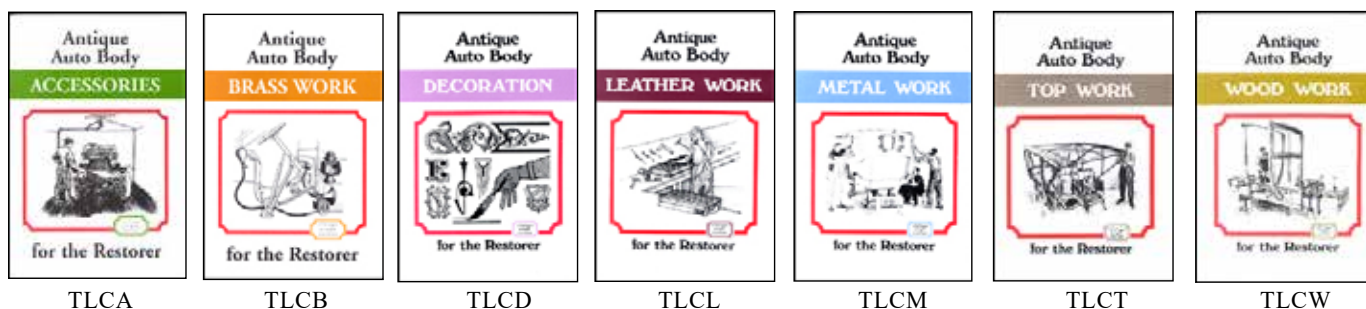 Antique
Auto Body
ACCESSORIES
for the Restorer
TLCA
Antique
Auto Body
BRASS WORK
for the Restorer
TLCB
Antique
Auto Body
DECORATION
for the Restorer
TLCD
Antique
Auto Body
LEATHER WORK
for the Restorer
TLCL
Antique
Auto Body
METAL WORK
for the Restorer
TLCM
Antique
Auto Body
TOP WORK
for the Restorer
TLCT
Antique
Auto Body
WOOD WORK
for the Restorer
TLCW